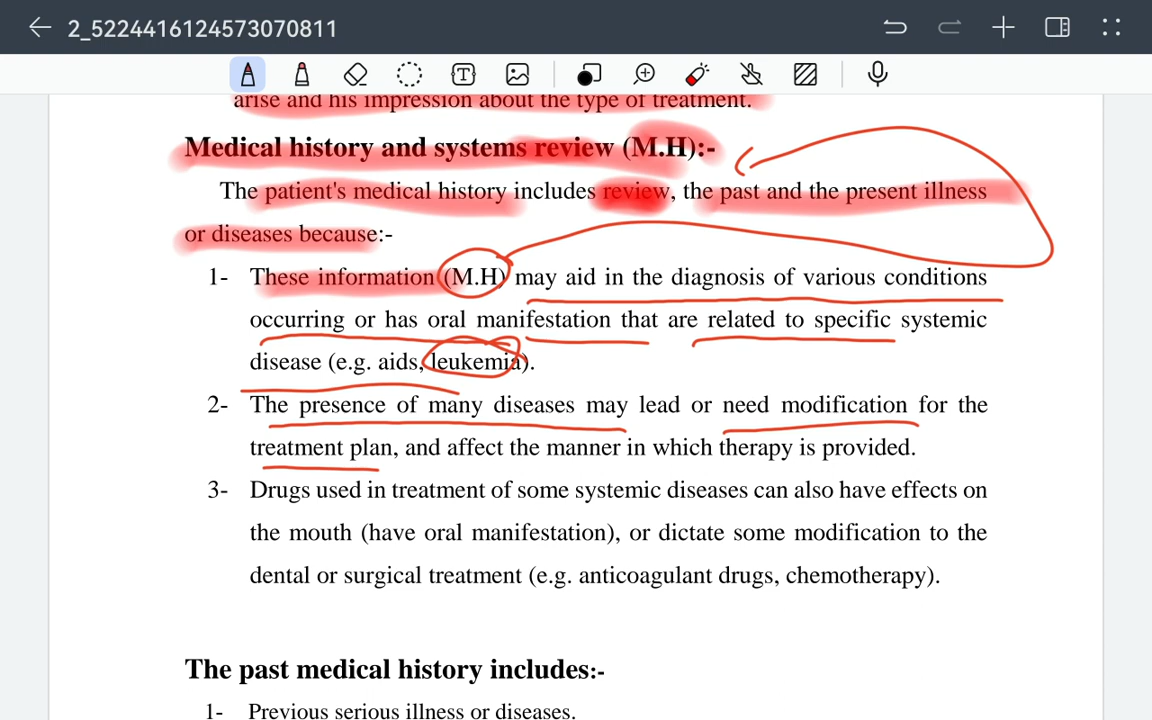 2_5224416124573070811
arise and his impression about the type of treatment.
Medical history and systems review (M.H):-
The patient's medical history includes review, the past and the present illness
or diseases because:-
1- These information (M.H) may aid in the diagnosis of various conditions
occurring or has oral manifestation that are related to specific systemic
disease (e.g. aids, leukemia).
2- The presence of many diseases may lead or need modification for the
treatment plan, and affect the manner in which therapy is provided.
3- Drugs used in treatment of some systemic diseases can also have effects on
the mouth (have oral manifestation), or dictate some modification to the
dental or surgical treatment (e.g. anticoagulant drugs, chemotherapy).
The past medical history includes:-
1- Previous serious illness or diseases.